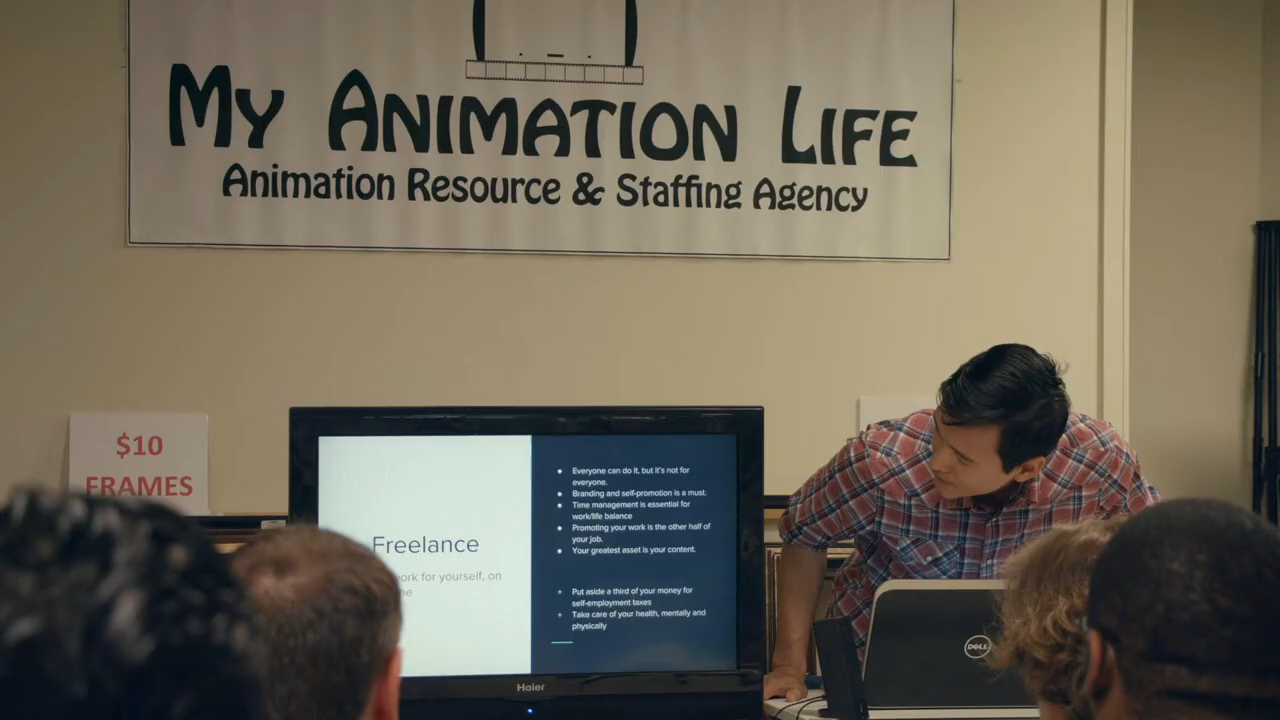 My Animation Life
Animation Resource & Staffing Agency
$10
FRAMES
Freelance
ork for yourself, on
me
● Everyone can do it, but it's not for
everyone.
● Branding and self-promotion is a must.
● Time management is essential for
work/life balance
● Promoting your work is the other half of
your job.
● Your greatest asset is your content.
+ Put aside a third of your money for
self-employment taxes
+ Take care of your health, mentally and
physically
Haier
DELL